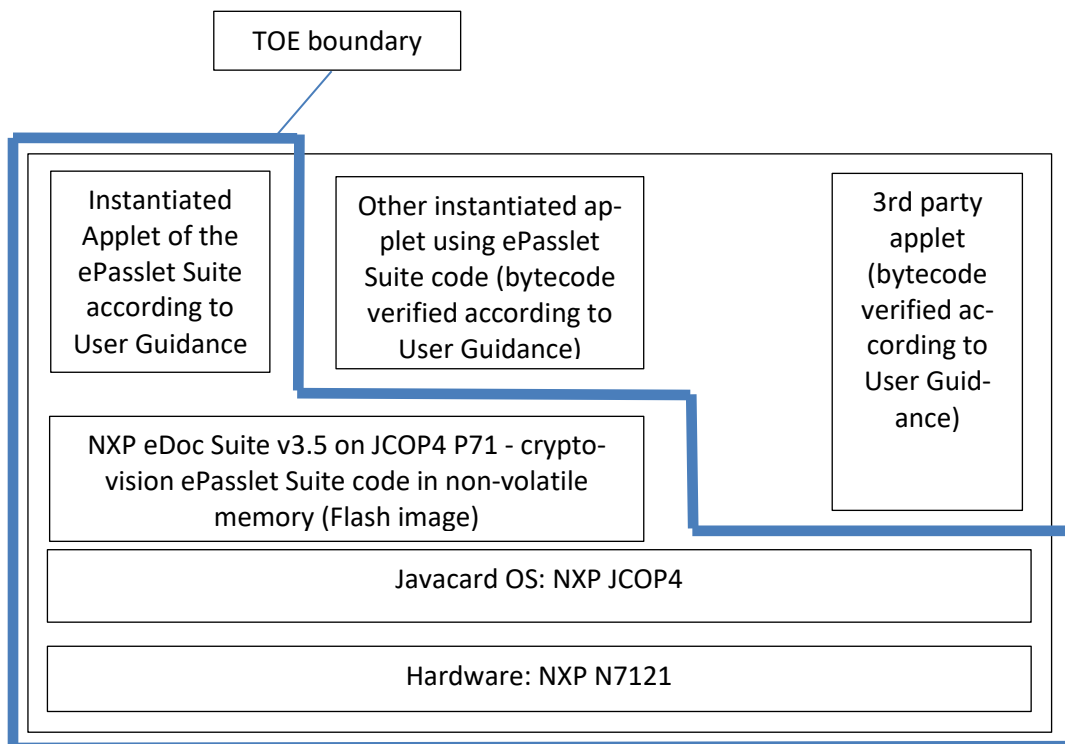 TOE boundary
Instantiated
Applet of the
ePasslet Suite
according to
User Guidance
Other instantiated ap-
plet using ePasslet
Suite code (bytecode
verified according to
User Guidance)
3rd party
applet
(bytecode
verified ac-
cording to
User Guid-
ance)
NXP eDoc Suite v3.5 on JCOP4 P71 - crypto-
vision ePasslet Suite code in non-volatile
memory (Flash image)
Javacard OS: NXP JCOP4
Hardware: NXP N7121